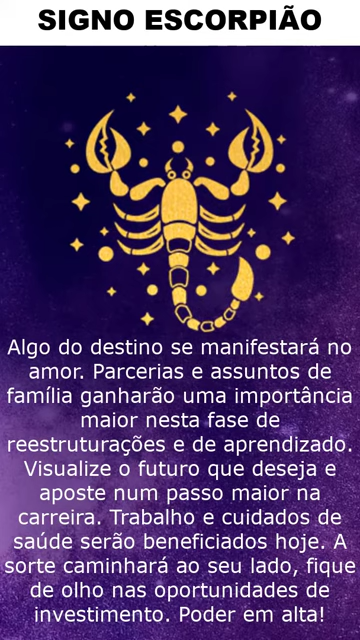 SIGNO ESCORPIÃO
Algo do destino se manifestará no
amor. Parcerias e assuntos de
família ganharão uma importância
maior nesta fase de
reestruturações e de aprendizado.
Visualize o futuro que deseja e
aposte num passo maior na
carreira. Trabalho e cuidados de
saúde serão beneficiados hoje. A
sorte caminhará ao seu lado, fique
de olho nas oportunidades de
investimento. Poder em alta!